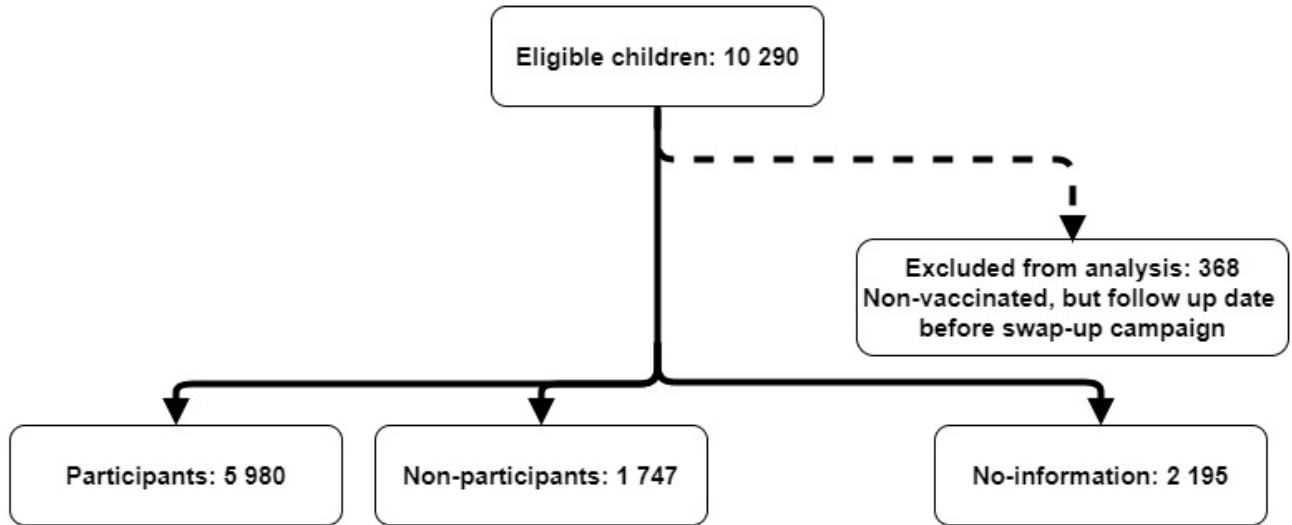 Eligible children: 10 290
Excluded from analysis: 368
Non-vaccinated, but follow up date
before swap-up campaign
Participants: 5 980
Non-participants: 1 747
No-information: 2 195